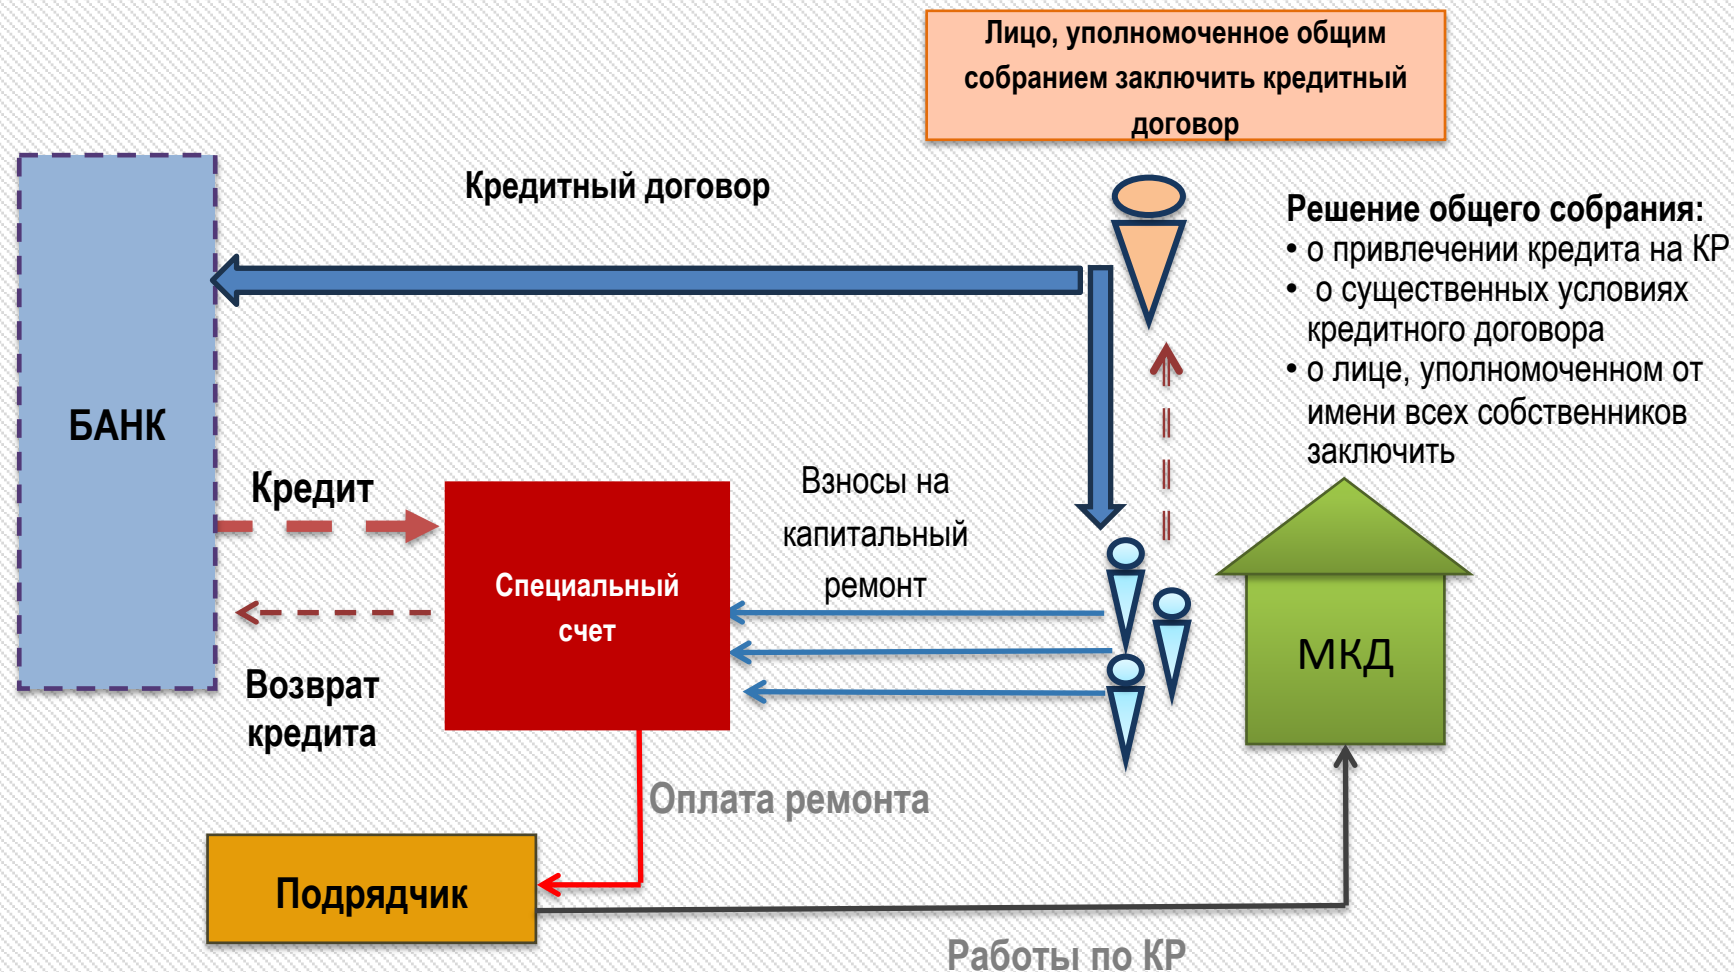 Лицо, уполномоченное общим
собранием заключить кредитный
договор
Кредитный договор
Решение общего собрания:
• о привлечении кредита на КР
• о существенных условиях
кредитного договора
• о лице, уполномоченном от
имени всех собственников
заключить
БАНК
Кредит
Взносы на
капитальный
ремонт
Специальный
счет
МКД
Возврат
кредита
Оплата ремонта
Подрядчик
Работы по КР